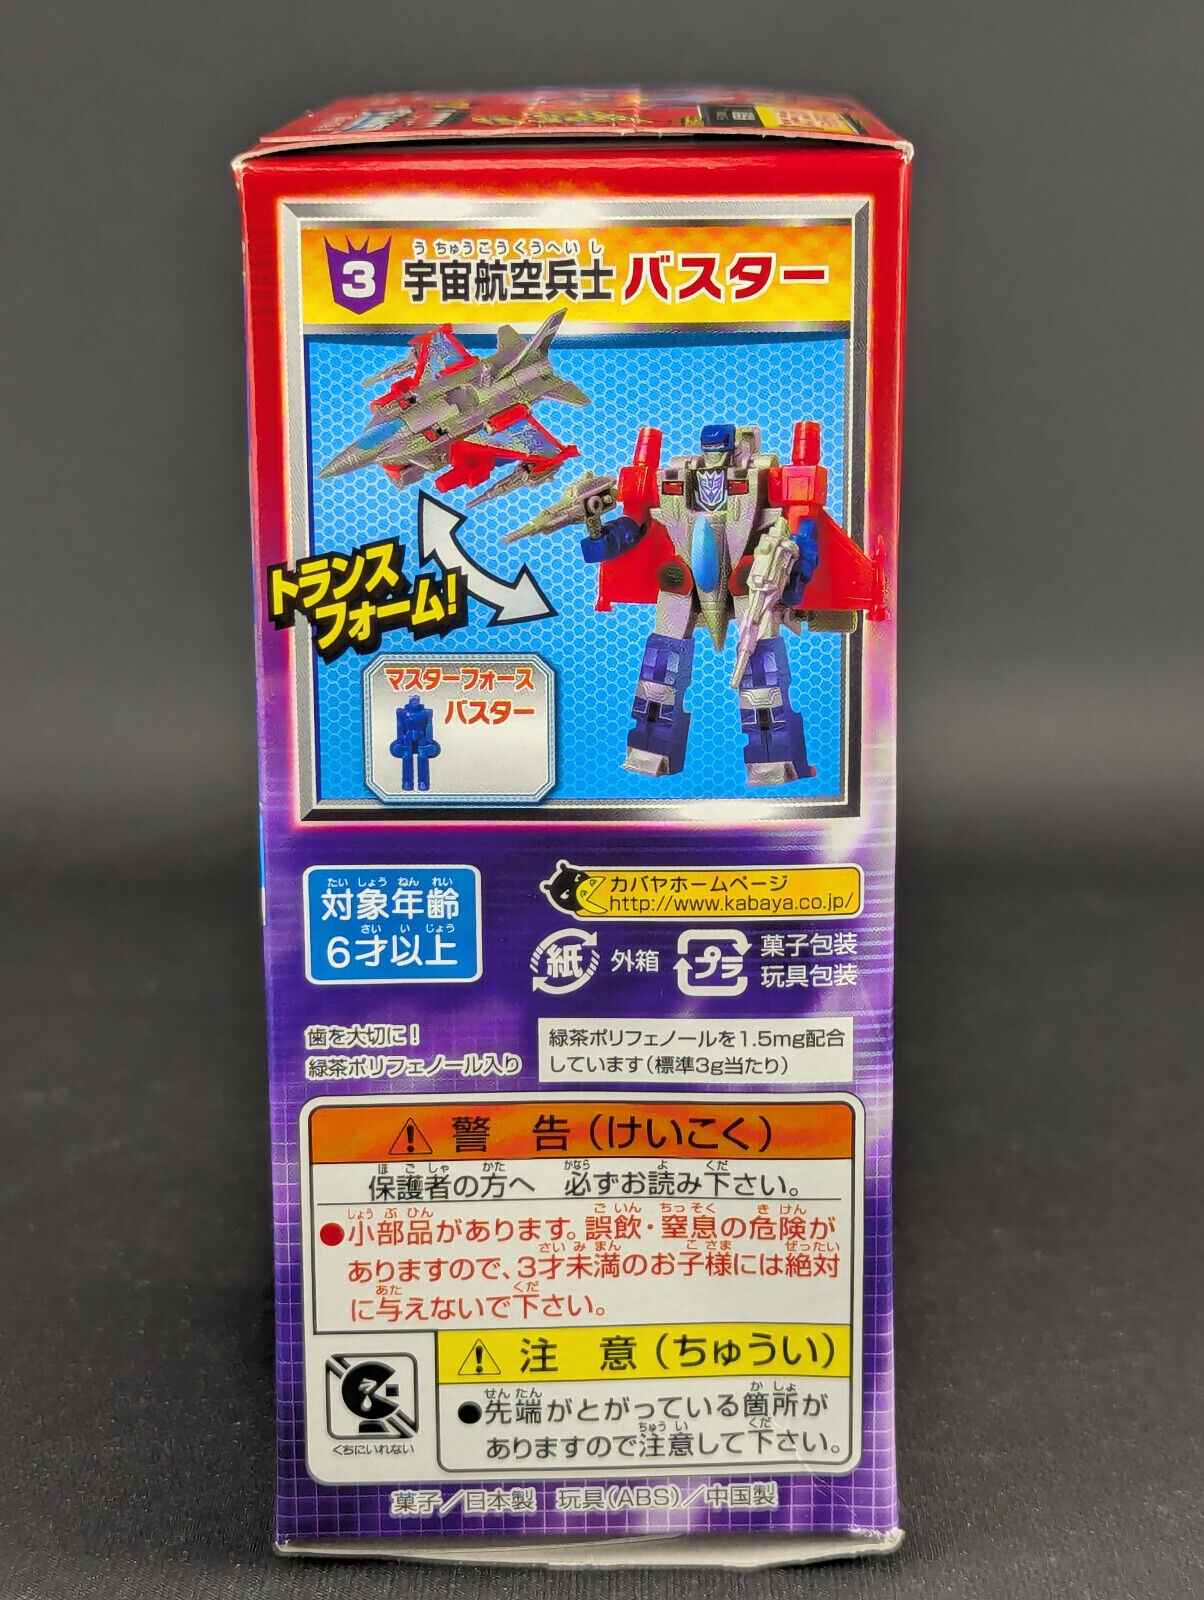 3
うちゅうこうくうへいし
宇宙航空兵士 バスター
トランス
フォーム!
マスターフォース
バスター
たいしょうねんれい
対象年齢
さい いじょう
6才以上
カバヤホームページ
http://www.kabaya.co.jp/
紙 外箱
プラ 菓子包装
玩具包装
歯を大切に!
緑茶ポリフェノール入り
緑茶ポリフェノールを1.5mg配合
しています(標準3g当たり)
警 告(けいこく)
ほごしゃ かた かなら よ くだ
保護者の方へ 必ずお読み下さい。
しょうぶひん ごいん ちっそく きけん
●小部品があります。誤飲・窒息の危険が
さいみまん こさま ぜったい
ありますので、3才未満のお子様には絶対
あた くだ
に与えないで下さい。
注 意(ちゅうい)
せんたん かしょ
●先端がとがっている箇所が
ちゅうい くだ
ありますので注意して下さい。
くちにいれない
菓子/日本製 玩具(ABS)/中国製